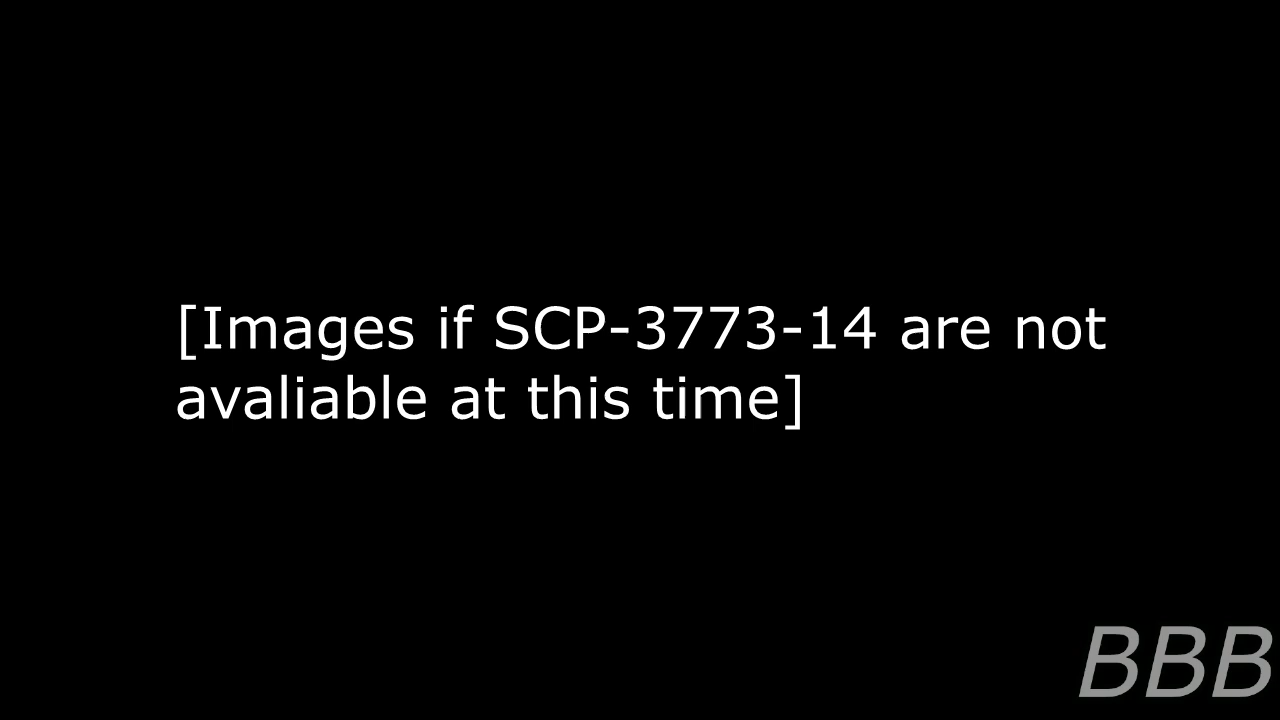 [Images if SCP-3773-14 are not
avaliable at this time]
BBB